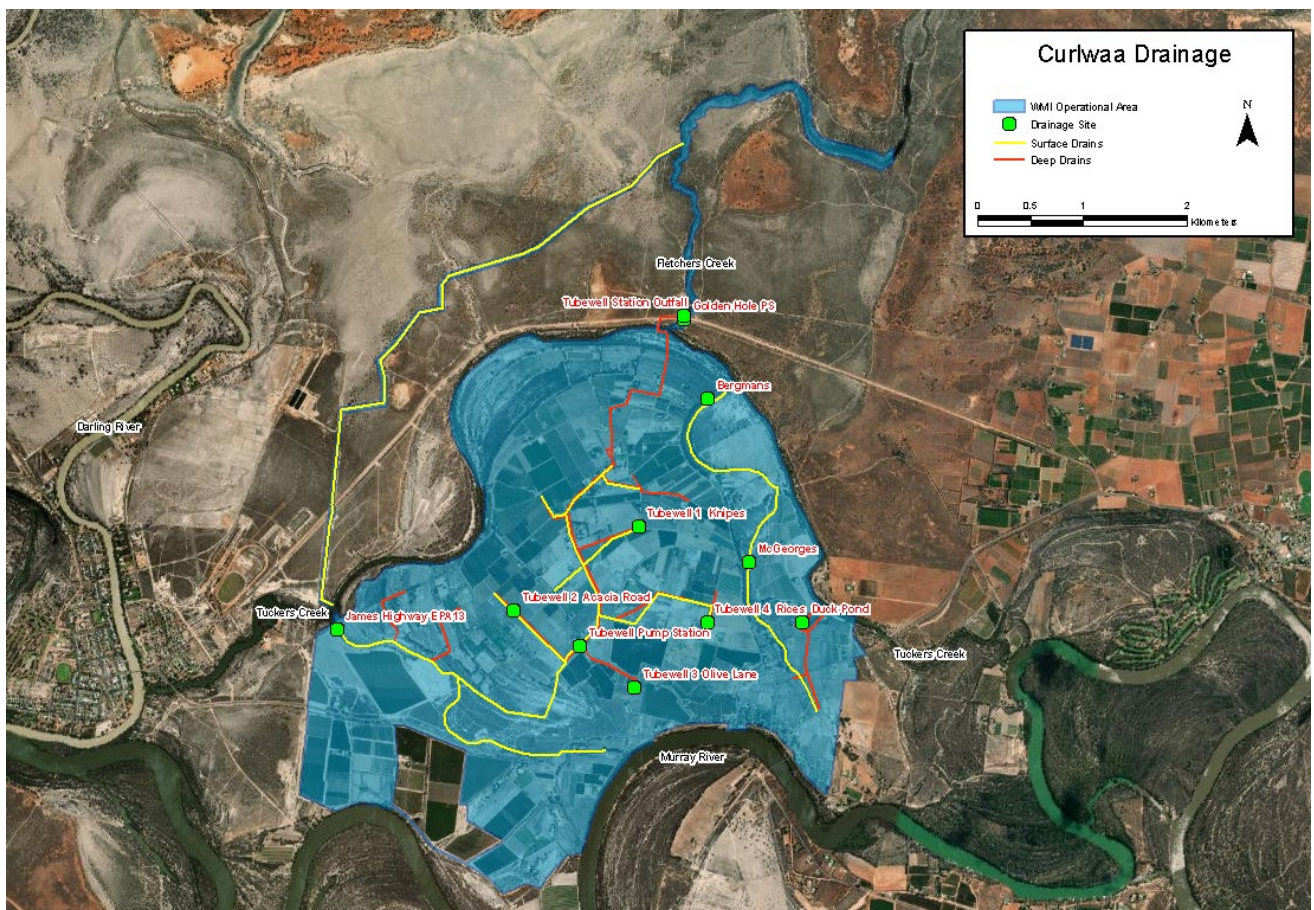 Curlwaa Drainage
WMI Operational Area
Drainage Site
Surface Drains
Deep Drains
N
0 0.5 1 2
Kilometers
Fletchers Creek
Tubewell Station Outfall
Golden Hole PS
Bergmans
Darling River
Tubewell 1 Knipes
McGeorges
Tubewell 2 Acacia Road
Tuckers Creek
James Highway EPA13
Tubewell 4 Rices Duck Pond
Tubewell Pump Station
Tuckers Creek
Tubewell 3 Olive Lane
Murray River